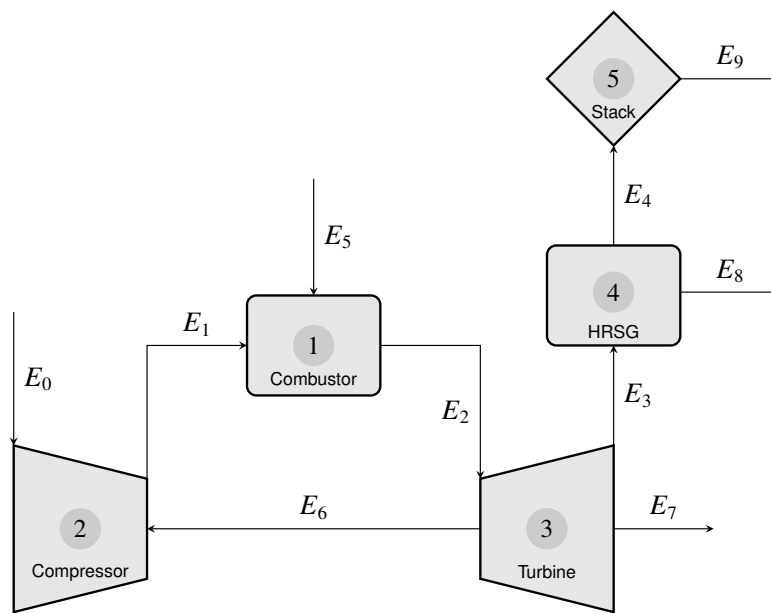 5
Stack
E₉
E₄
E₅
4
HRSG
E₈
E₁
1
Combustor
E₀
E₂
E₃
2
Compressor
E₆
3
Turbine
E₇